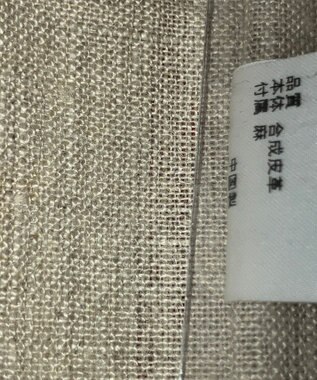 品質
本体 合成皮革
付属 麻
中国製